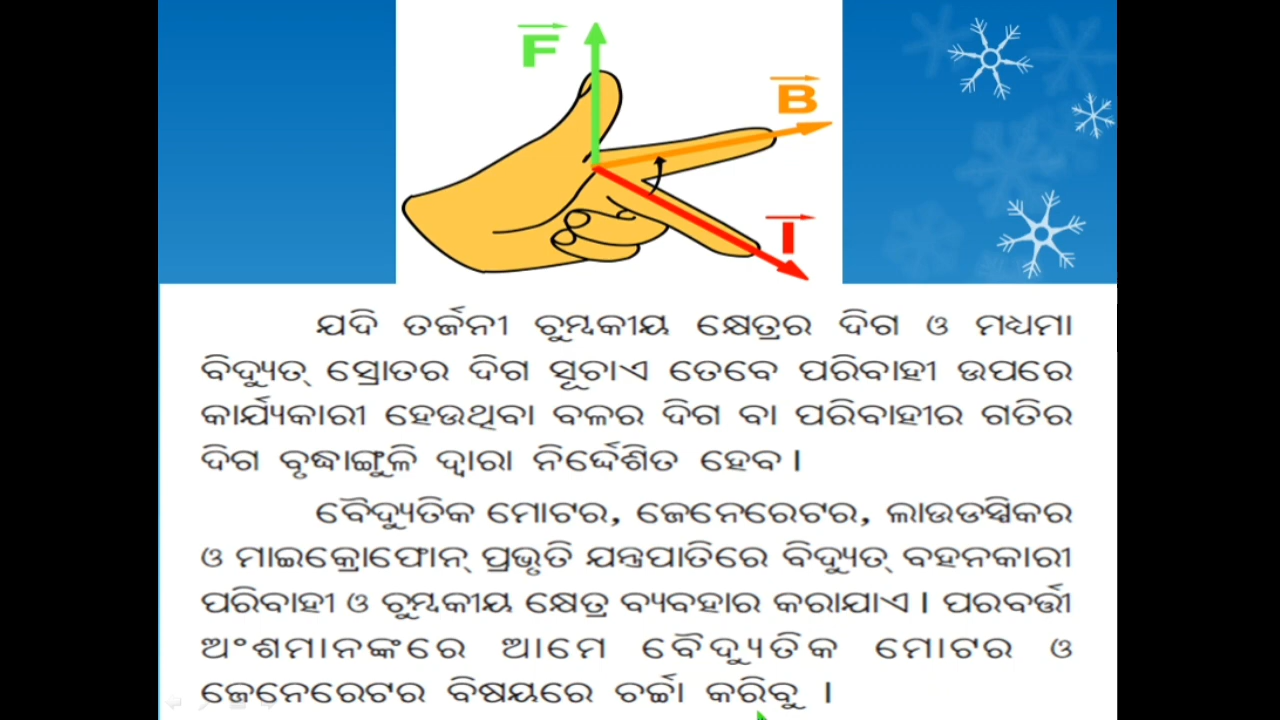 F
B
I
ଯଦି ତର୍ଜନୀ ଚୁମ୍ବକୀୟ କ୍ଷେତ୍ରର ଦିଗ ଓ ମଧ୍ୟମା
ବିଦ୍ୟୁତ୍ ସ୍ରୋତର ଦିଗ ସୂଚାଏ ତେବେ ପରିବାହୀ ଉପରେ
କାର୍ଯ୍ୟକାରୀ ହେଉଥିବା ବଳର ଦିଗ ବା ପରିବାହୀର ଗତିର
ଦିଗ ବୃଦ୍ଧାଙ୍ଗୁଳି ଦ୍ୱାରା ନିର୍ଦ୍ଦେଶିତ ହେବ ।
ବୈଦ୍ୟୁତିକ ମୋଟର, ଜେନେରେଟର, ଲାଉଡସ୍ପିକର
ଓ ମାଇକ୍ରୋଫୋନ୍ ପ୍ରଭୃତି ଯନ୍ତ୍ରପାତିରେ ବିଦ୍ୟୁତ୍ ବହନକାରୀ
ପରିବାହୀ ଓ ଚୁମ୍ବକୀୟ କ୍ଷେତ୍ର ବ୍ୟବହାର କରାଯାଏ । ପରବର୍ତ୍ତୀ
ଅଂଶମାନଙ୍କରେ ଆମେ ବୈଦ୍ୟୁତିକ ମୋଟର ଓ
ଜେନେରେଟର ବିଷୟରେ ଚର୍ଚ୍ଚା କରିବୁ ।